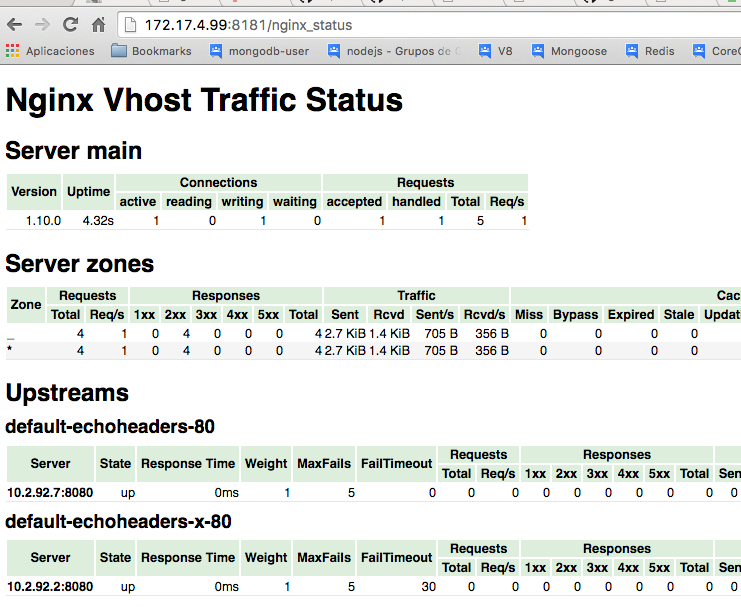 172.17.4.99:8181/nginx_status
Aplicaciones Bookmarks mongodb-user nodejs - Grupos de V8 Mongoose Redis
Nginx Vhost Traffic Status
Server main
Version Uptime Connections Requests
active reading writing waiting accepted handled Total Req/s
1.10.0 4.32s 1 0 1 0 1 1 5 1
Server zones
Zone Requests Responses Traffic Cac
Total Req/s 1xx 2xx 3xx 4xx 5xx Total Sent Rcvd Sent/s Rcvd/s Miss Bypass Expired Stale Updati
_ 4 1 0 4 0 0 0 4 2.7 KiB 1.4 KiB 705 B 356 B 0 0 0 0
* 4 1 0 4 0 0 0 4 2.7 KiB 1.4 KiB 705 B 356 B 0 0 0 0
Upstreams
default-echoheaders-80
Server State Response Time Weight MaxFails FailTimeout Requests Responses
Total Req/s 1xx 2xx 3xx 4xx 5xx Total Sen
10.2.92.7:8080 up 0ms 1 5 0 0 0 0 0 0 0 0 0 0
default-echoheaders-x-80
Server State Response Time Weight MaxFails FailTimeout Requests Responses
Total Req/s 1xx 2xx 3xx 4xx 5xx Total Sen
10.2.92.2:8080 up 0ms 1 5 30 0 0 0 0 0 0 0 0 0